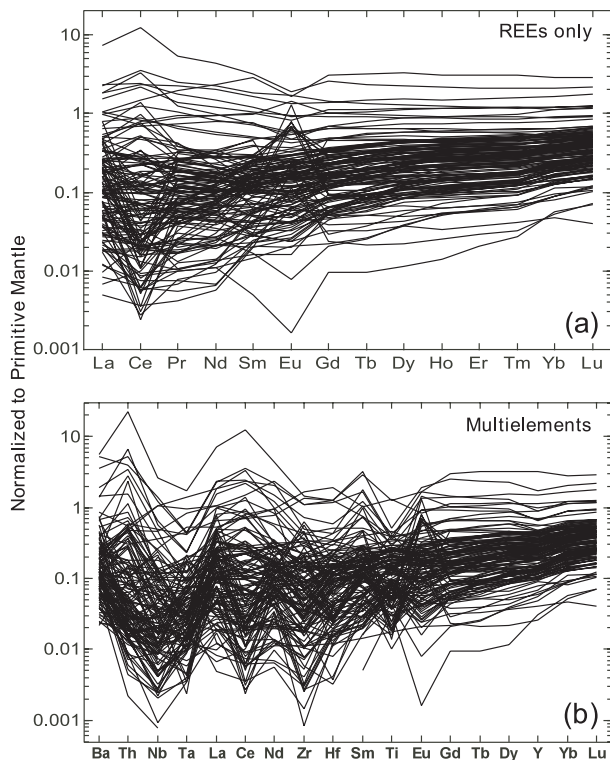 REEs only
10
1
0.1
0.01
0.001
(a)
La Ce Pr Nd Sm Eu Gd Tb Dy Ho Er Tm Yb Lu
Normalized to Primitive Mantle
Multielements
10
1
0.1
0.01
0.001
(b)
Ba Th Nb Ta La Ce Nd Zr Hf Sm Ti Eu Gd Tb Dy Y Yb Lu